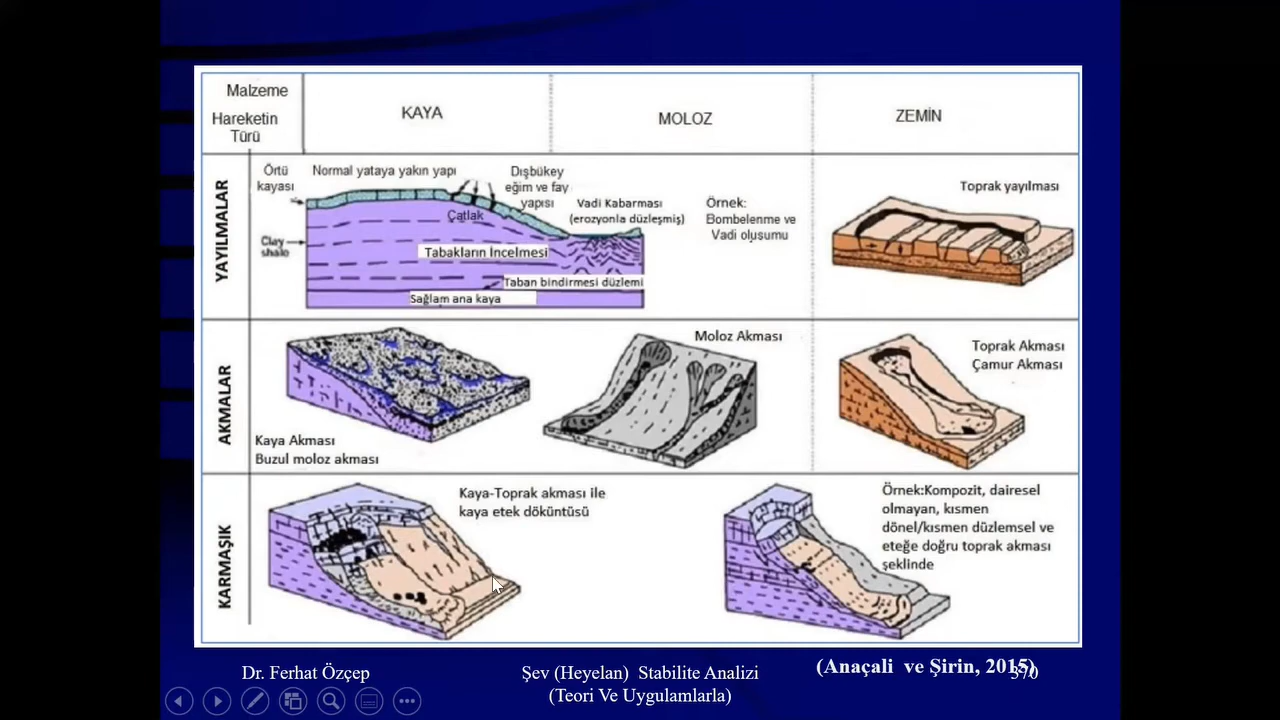 Malzeme
Hareketin
Türü
KAYA
MOLOZ
ZEMİN
YAYILMALAR
Örtü
kayası
Normal yataya yakın yapı
Dışbükey
eğim ve fay
yapısı
Çatlak
Vadi Kabarması
(erozyonla düzleşmiş)
Clay
shale
Tabakların İncelmesi
Taban bindirmesi düzlemi
Sağlam ana kaya
Örnek:
Bombelenme ve
Vadi oluşumu
Toprak yayılması
AKMALAR
Kaya Akması
Buzul moloz akması
Moloz Akması
Toprak Akması
Çamur Akması
KARMAŞIK
Kaya-Toprak akması ile
kaya etek döküntüsü
Örnek:Kompozit, dairesel
olmayan, kısmen
dönel/kısmen düzlemsel ve
eteğe doğru toprak akması
şeklinde
Dr. Ferhat Özçep
Şev (Heyelan) Stabilite Analizi
(Teori Ve Uygulamlarla)
(Anaçali ve Şirin, 2015)